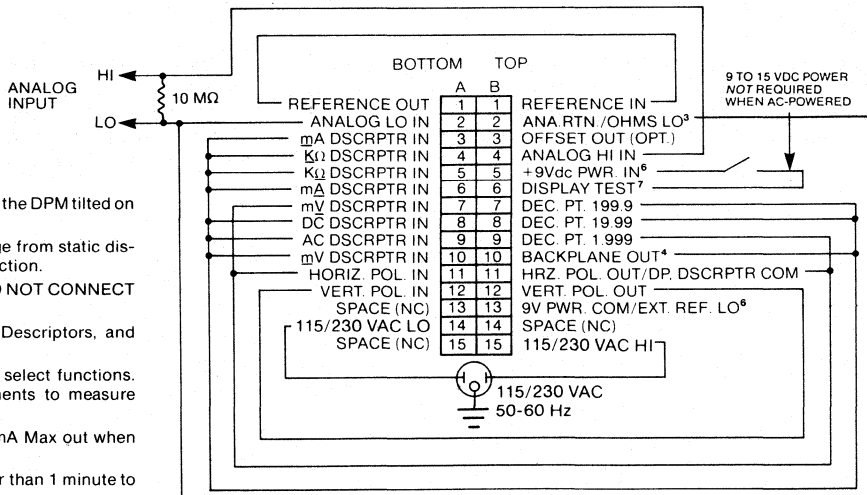 BOTTOM TOP
A B
ANALOG INPUT
HI
10 MΩ
LO
9 TO 15 VDC POWER
NOT REQUIRED
WHEN AC-POWERED
REFERENCE OUT 1 1 REFERENCE IN
ANALOG LO IN 2 2 ANA.RTN./OHMS LO³
mA DSCRPTR IN 3 3 OFFSET OUT (OPT.)
KΩ DSCRPTR IN 4 4 ANALOG HI IN
KΩ DSCRPTR IN 5 5 +9Vdc PWR. IN⁶
mA DSCRPTR IN 6 6 DISPLAY TEST⁷
mV DSCRPTR IN 7 7 DEC. PT. 199.9
DC DSCRPTR IN 8 8 DEC. PT. 19.99
AC DSCRPTR IN 9 9 DEC. PT. 1.999
mV DSCRPTR IN 10 10 BACKPLANE OUT⁴
HORIZ. POL. IN 11 11 HRZ. POL. OUT/DP. DSCRPTR COM
VERT. POL. IN 12 12 VERT. POL. OUT
SPACE (NC) 13 13 9V PWR. COM/EXT. REF. LO⁶
115/230 VAC LO 14 14 SPACE (NC)
SPACE (NC) 15 15 115/230 VAC HI
115/230 VAC
50-60 Hz
the DPM tilted on
ge from static dis-
ction.
NOT CONNECT
Descriptors, and
select functions.
ents to measure
mA Max out when
r than 1 minute to